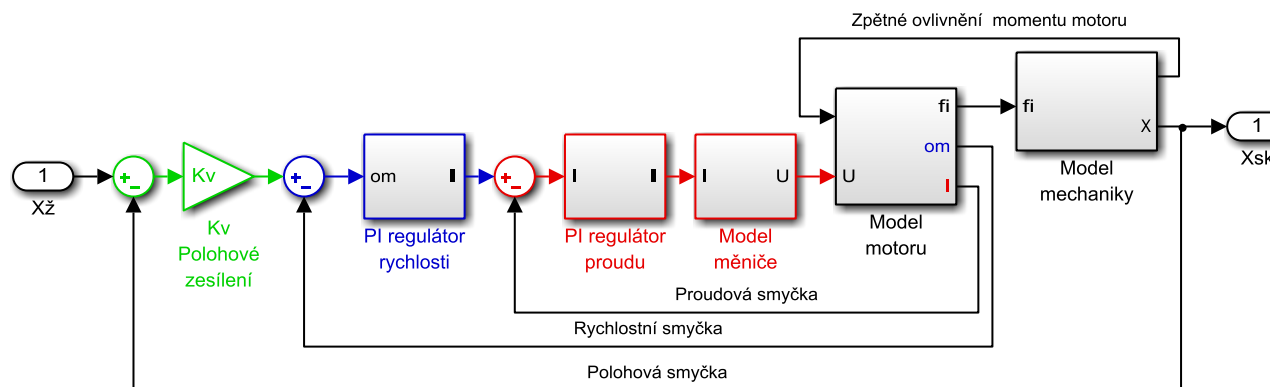 Zpětné ovlivnění momentu motoru
1
Xž
+
-
Kv
Kv
Polohové
zesílení
+
-
om
I
PI regulátor
rychlosti
+
-
I
I
PI regulátor
proudu
I
U
Model
měniče
U
fi
om
I
Model
motoru
fi
X
Model
mechaniky
1
Xsk
Proudová smyčka
Rychlostní smyčka
Polohová smyčka